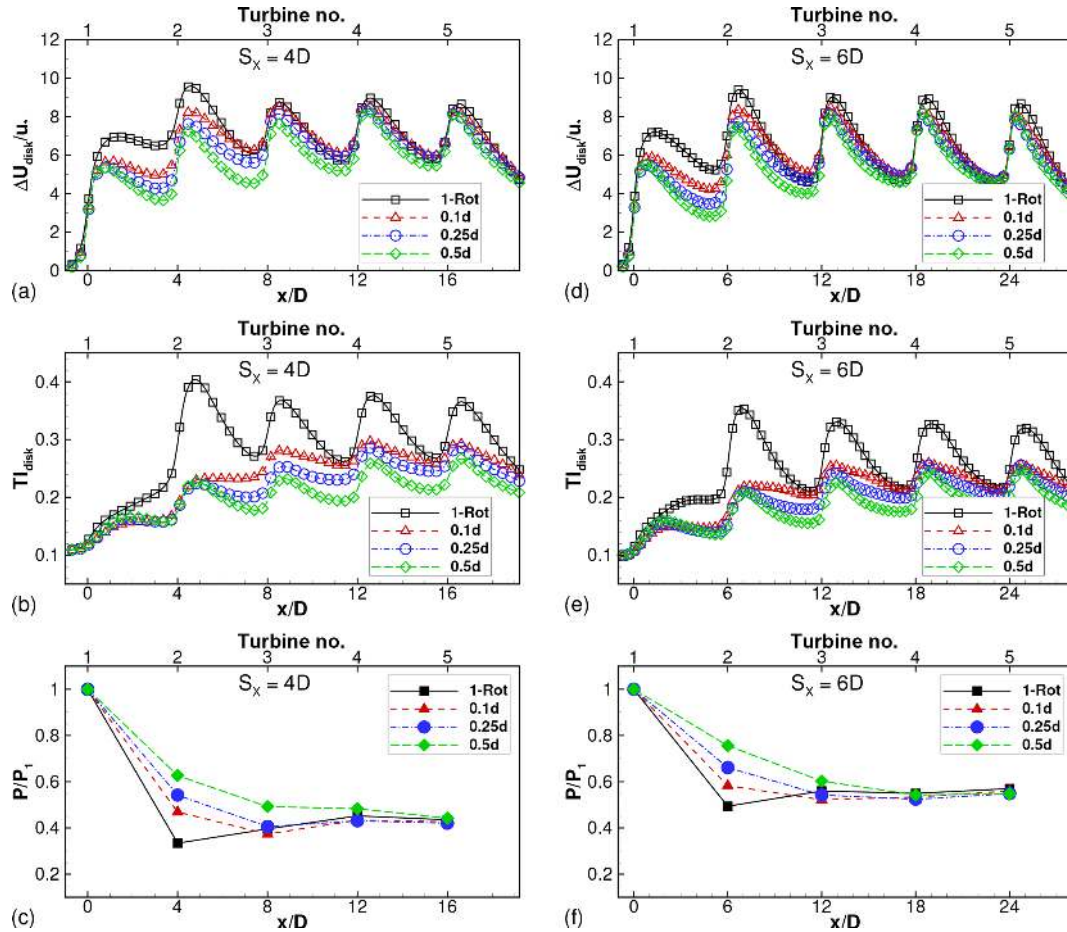 Turbine no.
1 2 3 4 5
S_X = 4D
12
10
8
6
4
2
0
ΔU_disk/u.
1-Rot
0.1d
0.25d
0.5d
0 4 8 12 16
x/D
(a)
Turbine no.
1 2 3 4 5
S_X = 6D
12
10
8
6
4
2
0
ΔU_disk/u.
1-Rot
0.1d
0.25d
0.5d
0 6 12 18 24
x/D
(d)
Turbine no.
1 2 3 4 5
S_X = 4D
0.4
0.3
0.2
0.1
TI_disk
1-Rot
0.1d
0.25d
0.5d
0 4 8 12 16
x/D
(b)
Turbine no.
1 2 3 4 5
S_X = 6D
0.4
0.3
0.2
0.1
TI_disk
1-Rot
0.1d
0.25d
0.5d
0 6 12 18 24
x/D
(e)
Turbine no.
1 2 3 4 5
S_X = 4D
1
0.8
0.6
0.4
0.2
P/P_1
1-Rot
0.1d
0.25d
0.5d
0 4 8 12 16
x/D
(c)
Turbine no.
1 2 3 4 5
S_X = 6D
1
0.8
0.6
0.4
0.2
P/P_1
1-Rot
0.1d
0.25d
0.5d
0 6 12 18 24
x/D
(f)